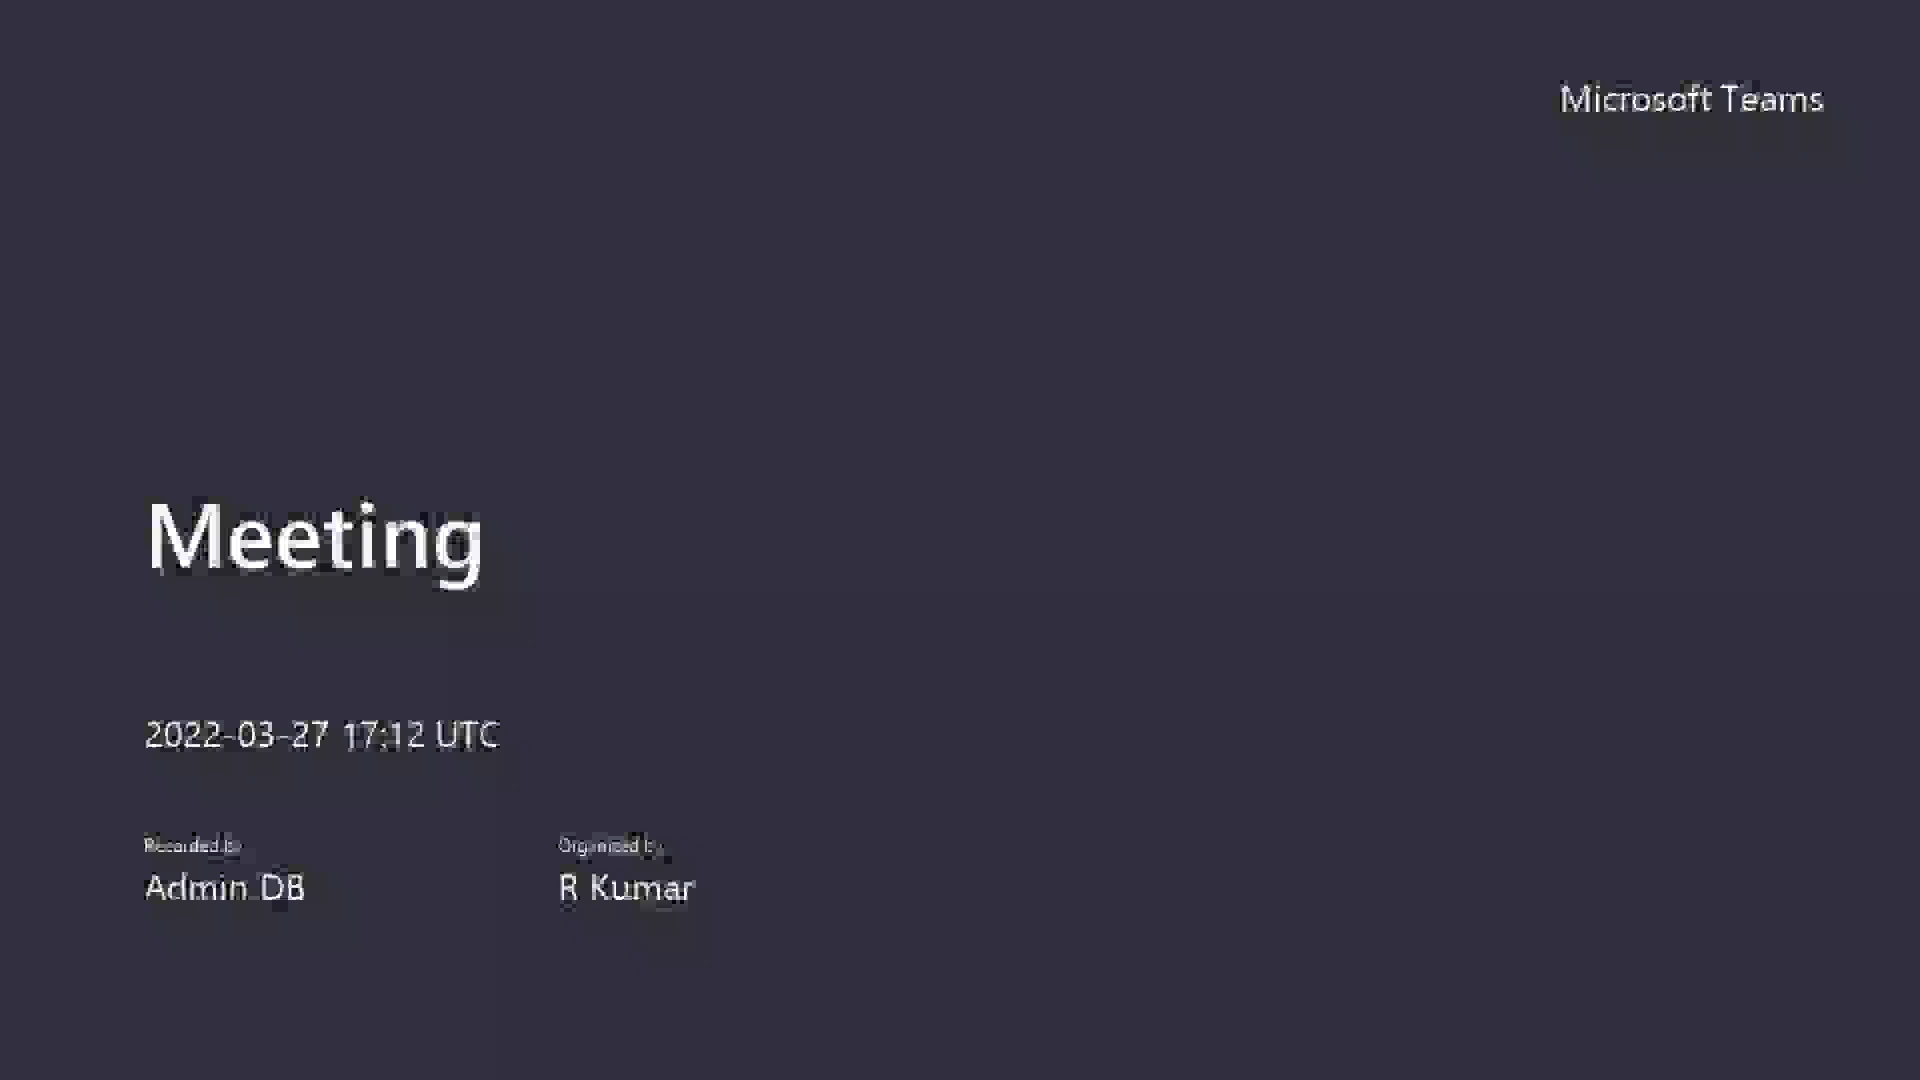 Microsoft Teams
Meeting
2022-03-27 17:12 UTC
Recorded by
Organized by
Admin DB
R Kumar